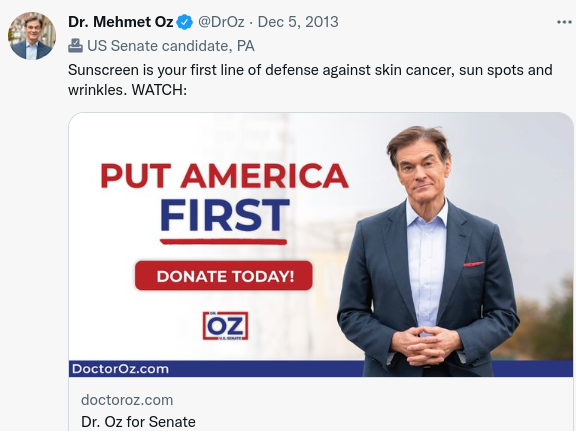 Dr. Mehmet Oz @DrOz · Dec 5, 2013
US Senate candidate, PA
Sunscreen is your first line of defense against skin cancer, sun spots and
wrinkles. WATCH:
PUT AMERICA
FIRST
DONATE TODAY!
DR.
OZ
U.S. SENATE
DoctorOz.com
doctoroz.com
Dr. Oz for Senate